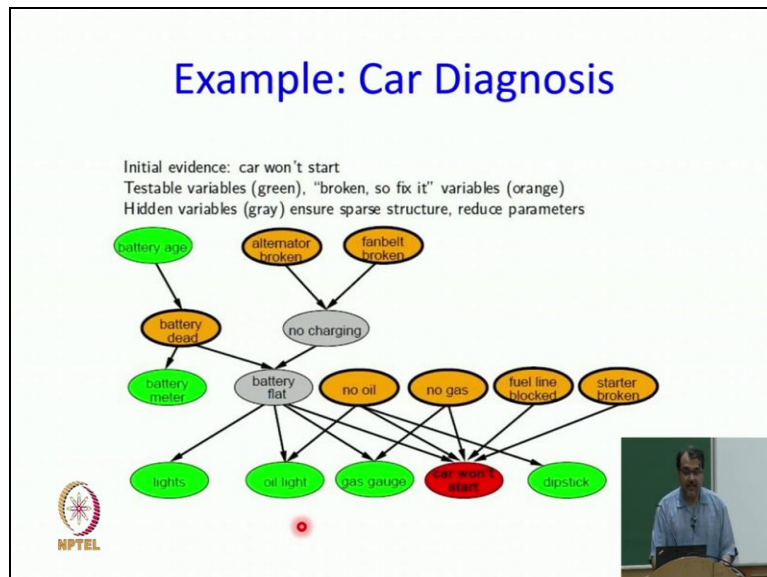 Example: Car Diagnosis
Initial evidence: car won't start
Testable variables (green), "broken, so fix it" variables (orange)
Hidden variables (gray) ensure sparse structure, reduce parameters
battery age
alternator
broken
fanbelt
broken
battery
dead
no charging
battery
meter
battery
flat
no oil
no gas
fuel line
blocked
starter
broken
lights
oil light
gas gauge
car won't
start
dipstick
NPTEL